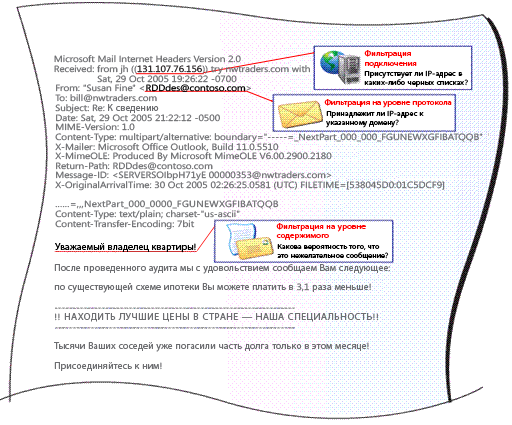 Microsoft Mail Internet Headers Version 2.0
Received: from jh ((131.107.76.156)) try nwtraders.com with
Sat, 29 Oct 2005 19:26:22 -0700
From: "Susan Fine" <RDDdes@contoso.com>
To: bill@nwtraders.com
Subject: Re: К сведению
Date: Sat, 29 Oct 2005 21:22:12 -0500
MIME-Version: 1.0
Content-Type: multipart/alternative: boundary="-----=_NextPart_000_000_FGUNEWXGFIBATQQB"
X-Mailer: Microsoft Office Outlook, Build 11.0.5510
X-MimeOLE: Produced By Microsoft MimeOLE V6.00.2900.2180
Return-Path: RDDdes@contoso.com
Message-ID: <SERVERSOIbpH71yE 00000353@nwtraders.com>
X-OriginalArrivalTime: 30 Oct 2005 02:26:25.0581 (UTC) FILETIME=[538045D0:01C5DCF9]
......=,,,NextPart_000_0000_FGUNEWXGFIBATQQB
Content-Type: text/plain; charset-"us-ascii"
Content-Transfer-Encoding: 7bit
Уважаемый владелец квартиры!
После проведенного аудита мы с удовольствием сообщаем Вам следующее:
по существующей схеме ипотеки Вы можете платить в 3,1 раза меньше!
!! НАХОДИТЬ ЛУЧШИЕ ЦЕНЫ В СТРАНЕ — НАША СПЕЦИАЛЬНОСТЬ!!
Тысячи Ваших соседей уже погасили часть долга только в этом месяце!
Присоединяйтесь к ним!
Фильтрация
подключения
Присутствует ли IP-адрес в
каких-либо черных списках?
Фильтрация на уровне протокола
Принадлежит ли IP-адрес к
указанному домену?
Фильтрация на уровне
содержимого
Какова вероятность того, что
это нежелательное сообщение?